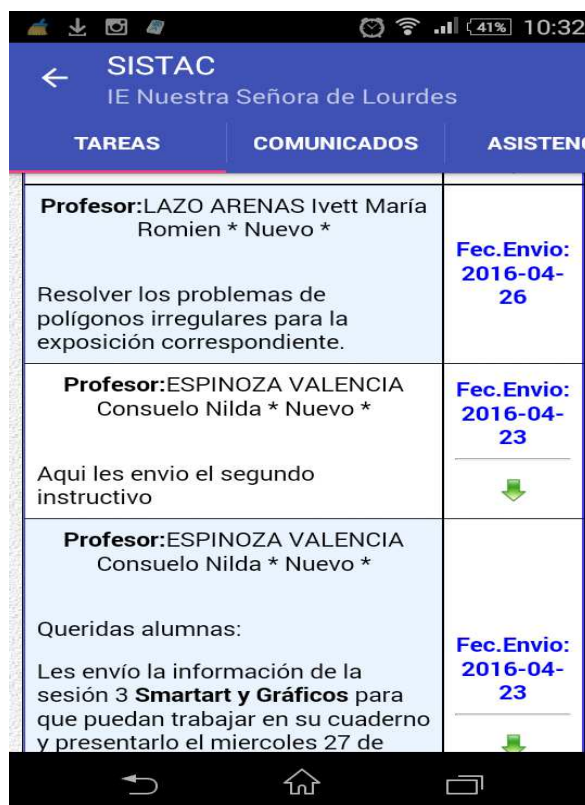 41% 10:32
SISTAC
IE Nuestra Señora de Lourdes
TAREAS COMUNICADOS ASISTEN
Profesor:LAZO ARENAS Ivett María
Romien * Nuevo *
Resolver los problemas de
polígonos irregulares para la
exposición correspondiente.
Fec.Envio:
2016-04-
26
Profesor:ESPINOZA VALENCIA
Consuelo Nilda * Nuevo *
Aqui les envio el segundo
instructivo
Fec.Envio:
2016-04-
23
Profesor:ESPINOZA VALENCIA
Consuelo Nilda * Nuevo *
Queridas alumnas:
Les envío la información de la
sesión 3 Smartart y Gráficos para
que puedan trabajar en su cuaderno
y presentarlo el miercoles 27 de
Fec.Envio:
2016-04-
23